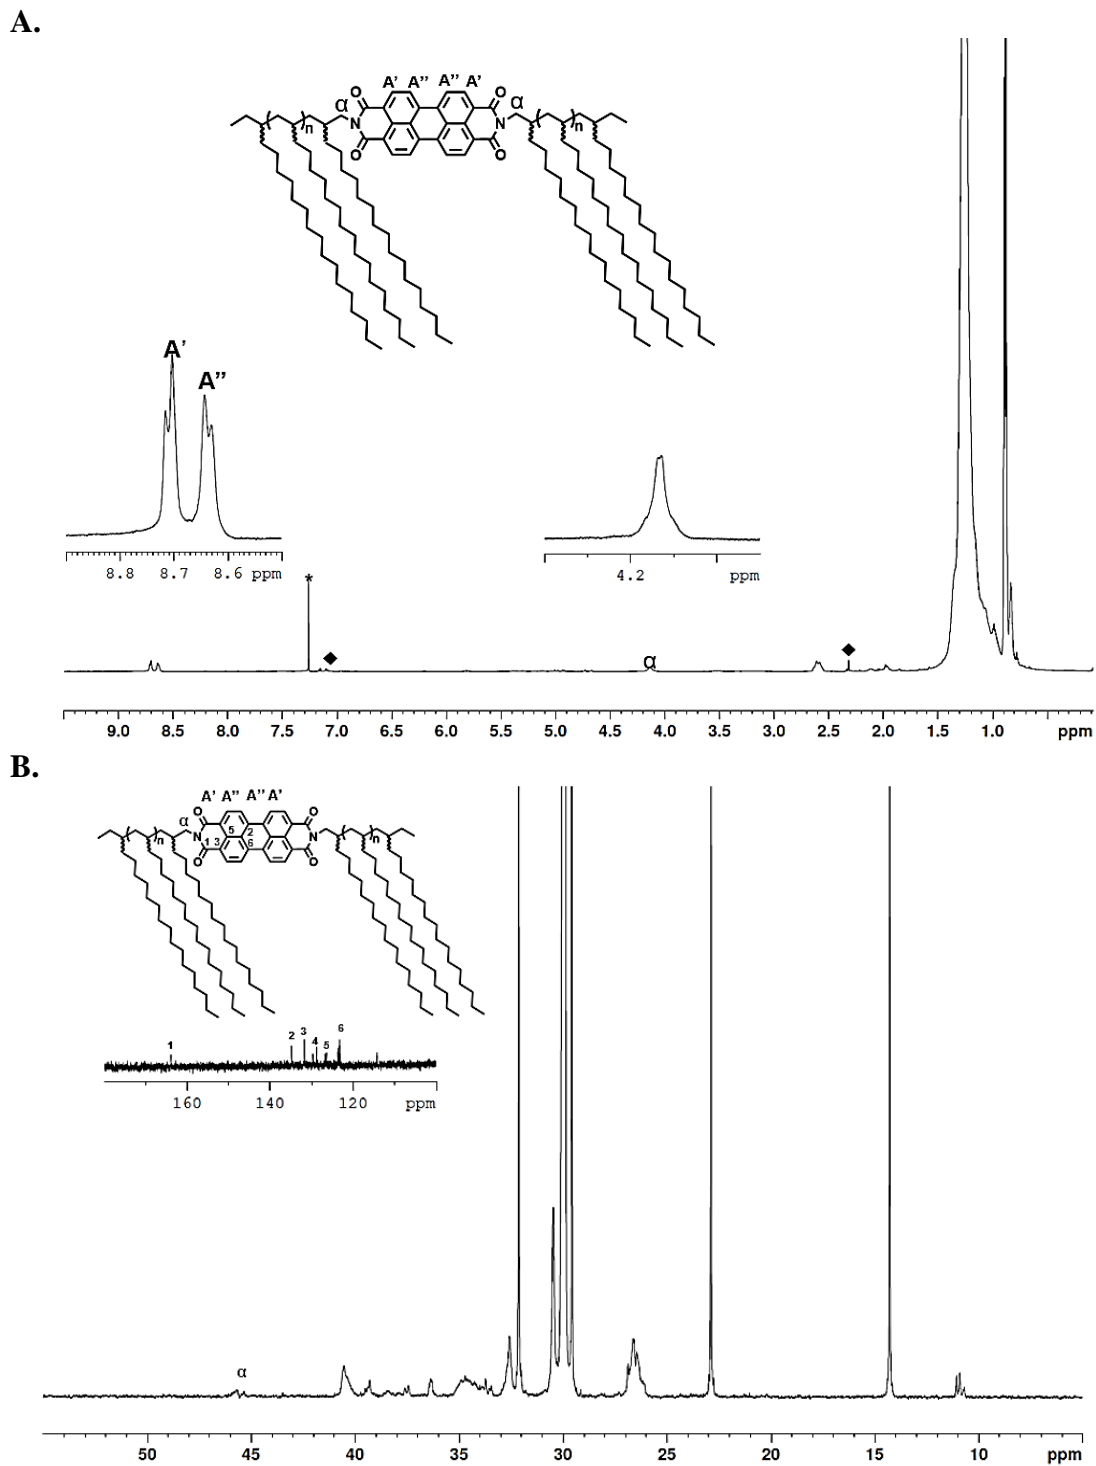 A.
A' A'' A'' A'
α α
O O
N N
n n
O O
A'
A''
8.8 8.7 8.6 ppm
4.2 ppm
*
◆ α ◆
9.0 8.5 8.0 7.5 7.0 6.5 6.0 5.5 5.0 4.5 4.0 3.5 3.0 2.5 2.0 1.5 1.0 ppm
B.
A' A'' A'' A'
α
O O
5 2
n N N n
1 3 6
O O
1 2 3 4 5 6
160 140 120 ppm
α
50 45 40 35 30 25 20 15 10 ppm